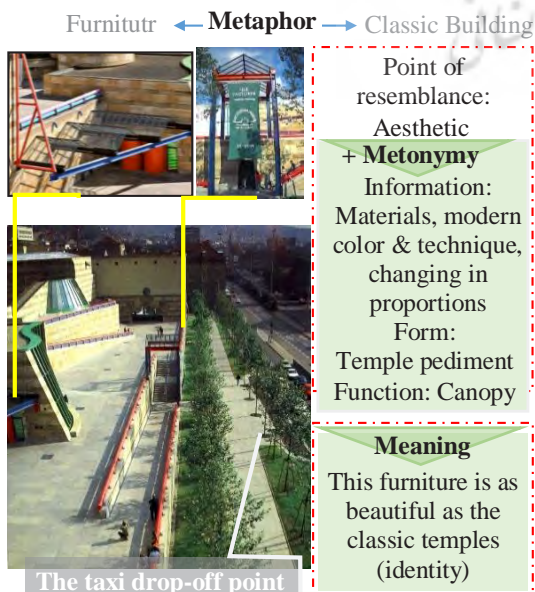 Furnitutr Metaphor Classic Building
Point of
resemblance:
Aesthetic
+ Metonymy
Information:
Materials, modern
color & technique,
changing in
proportions
Form:
Temple pediment
Function: Canopy
Meaning
This furniture is as
beautiful as the
classic temples
(identity)
The taxi drop-off point